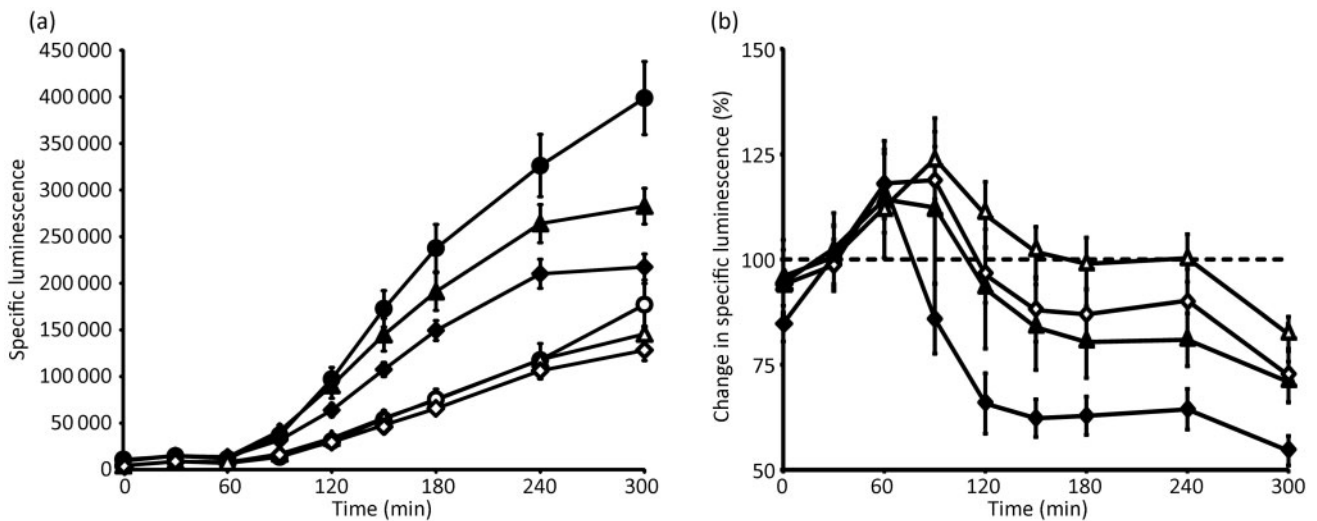 (a)
450 000
400 000
350 000
300 000
250 000
200 000
150 000
100 000
50 000
0
Specific luminescence
0 60 120 180 240 300
Time (min)
(b)
150
125
100
75
50
Change in specific luminescence (%)
0 60 120 180 240 300
Time (min)